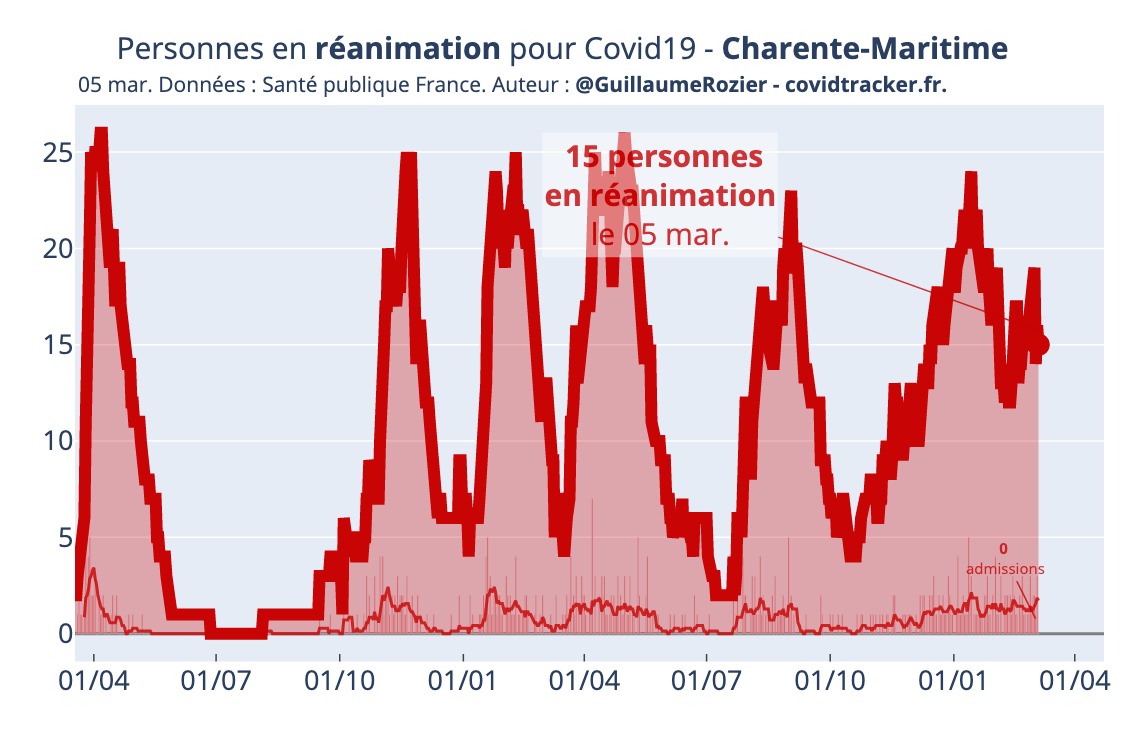 Personnes en réanimation pour Covid19 - Charente-Maritime
05 mar. Données : Santé publique France. Auteur : @GuillaumeRozier - covidtracker.fr.
25
15 personnes
en réanimation
le 05 mar.
20
15
10
5
0
admissions
0
01/04 01/07 01/10 01/01 01/04 01/07 01/10 01/01 01/04